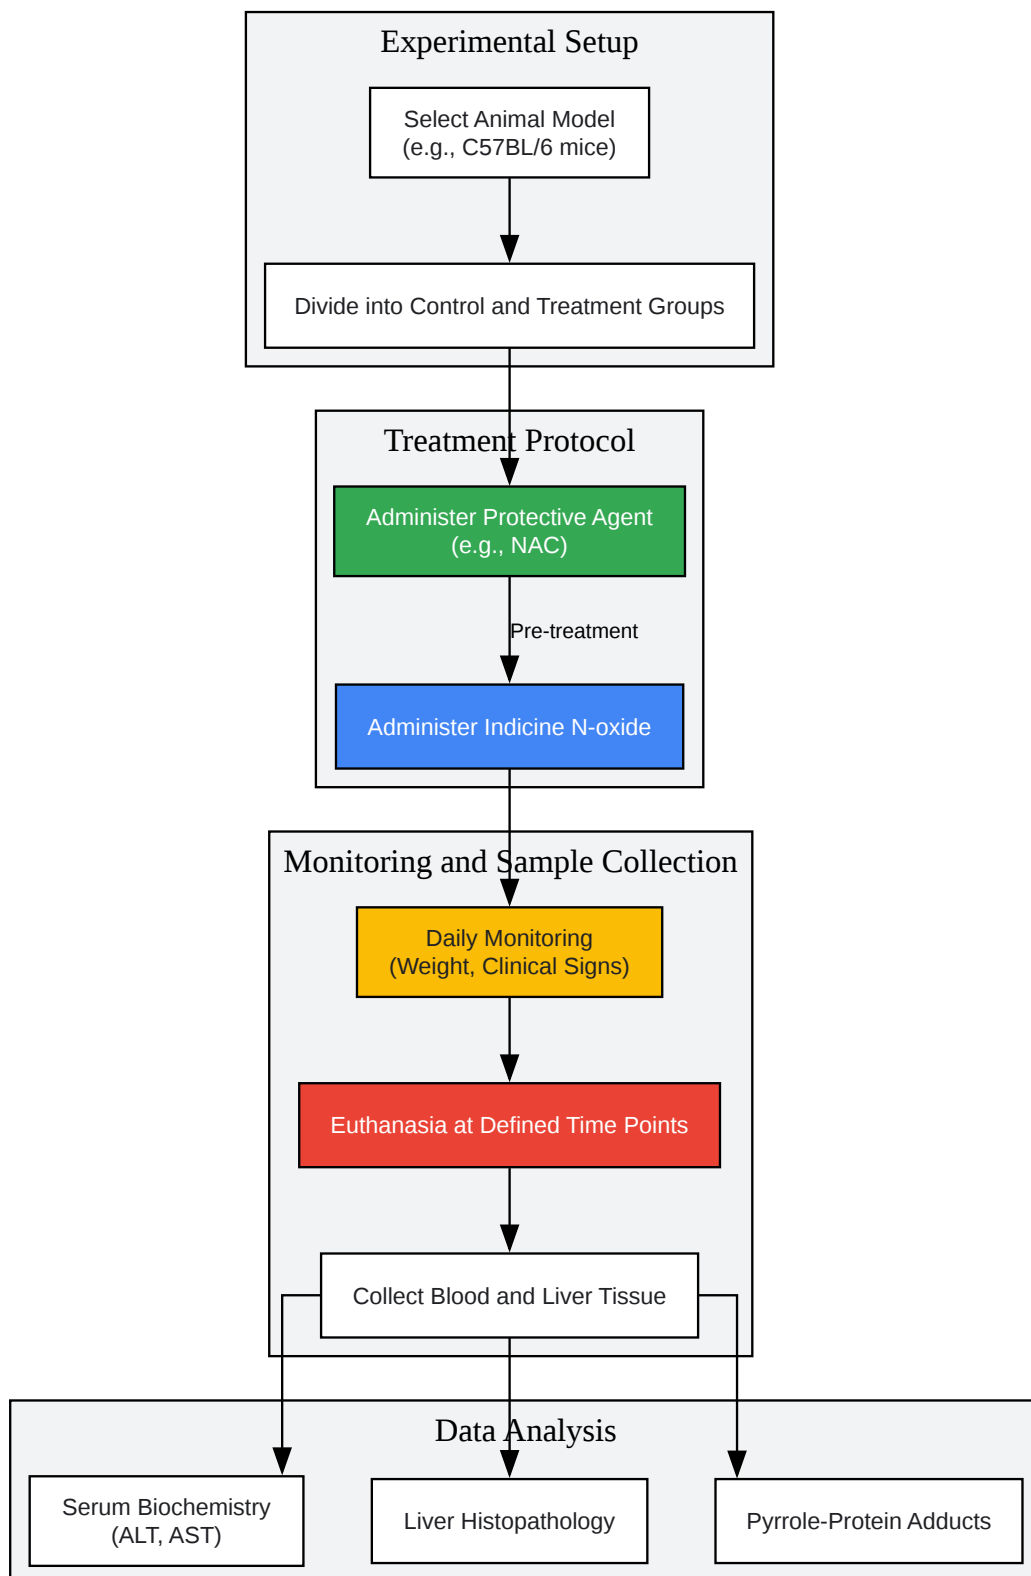 Experimental Setup
Select Animal Model
(e.g., C57BL/6 mice)
Divide into Control and Treatment Groups
Treatment Protocol
Administer Protective Agent
(e.g., NAC)
Pre-treatment
Administer Indicine N-oxide
Monitoring and Sample Collection
Daily Monitoring
(Weight, Clinical Signs)
Euthanasia at Defined Time Points
Collect Blood and Liver Tissue
Data Analysis
Serum Biochemistry
(ALT, AST)
Liver Histopathology
Pyrrole-Protein Adducts